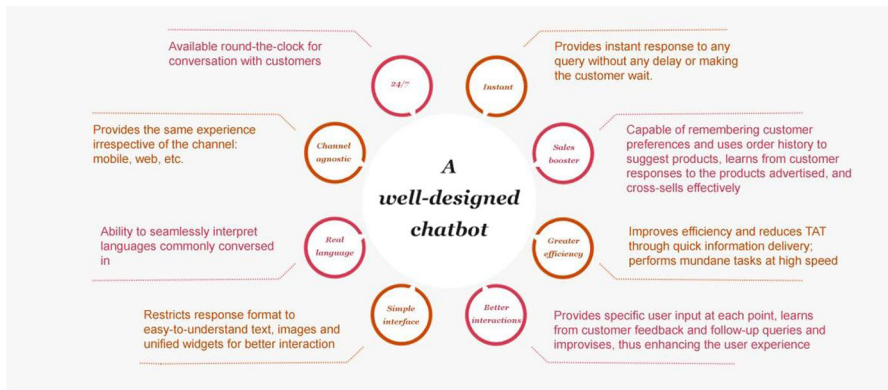 A
well-designed
chatbot
24/7
Available round-the-clock for
conversation with customers
Instant
Provides instant response to any
query without any delay or making
the customer wait.
Channel
agnostic
Provides the same experience
irrespective of the channel:
mobile, web, etc.
Sales
booster
Capable of remembering customer
preferences and uses order history to
suggest products, learns from customer
responses to the products advertised, and
cross-sells effectively
Real
language
Ability to seamlessly interpret
languages commonly conversed
in
Greater
efficiency
Improves efficiency and reduces TAT
through quick information delivery;
performs mundane tasks at high speed
Simple
interface
Restricts response format to
easy-to-understand text, images and
unified widgets for better interaction
Better
interactions
Provides specific user input at each point, learns
from customer feedback and follow-up queries and
improvises, thus enhancing the user experience